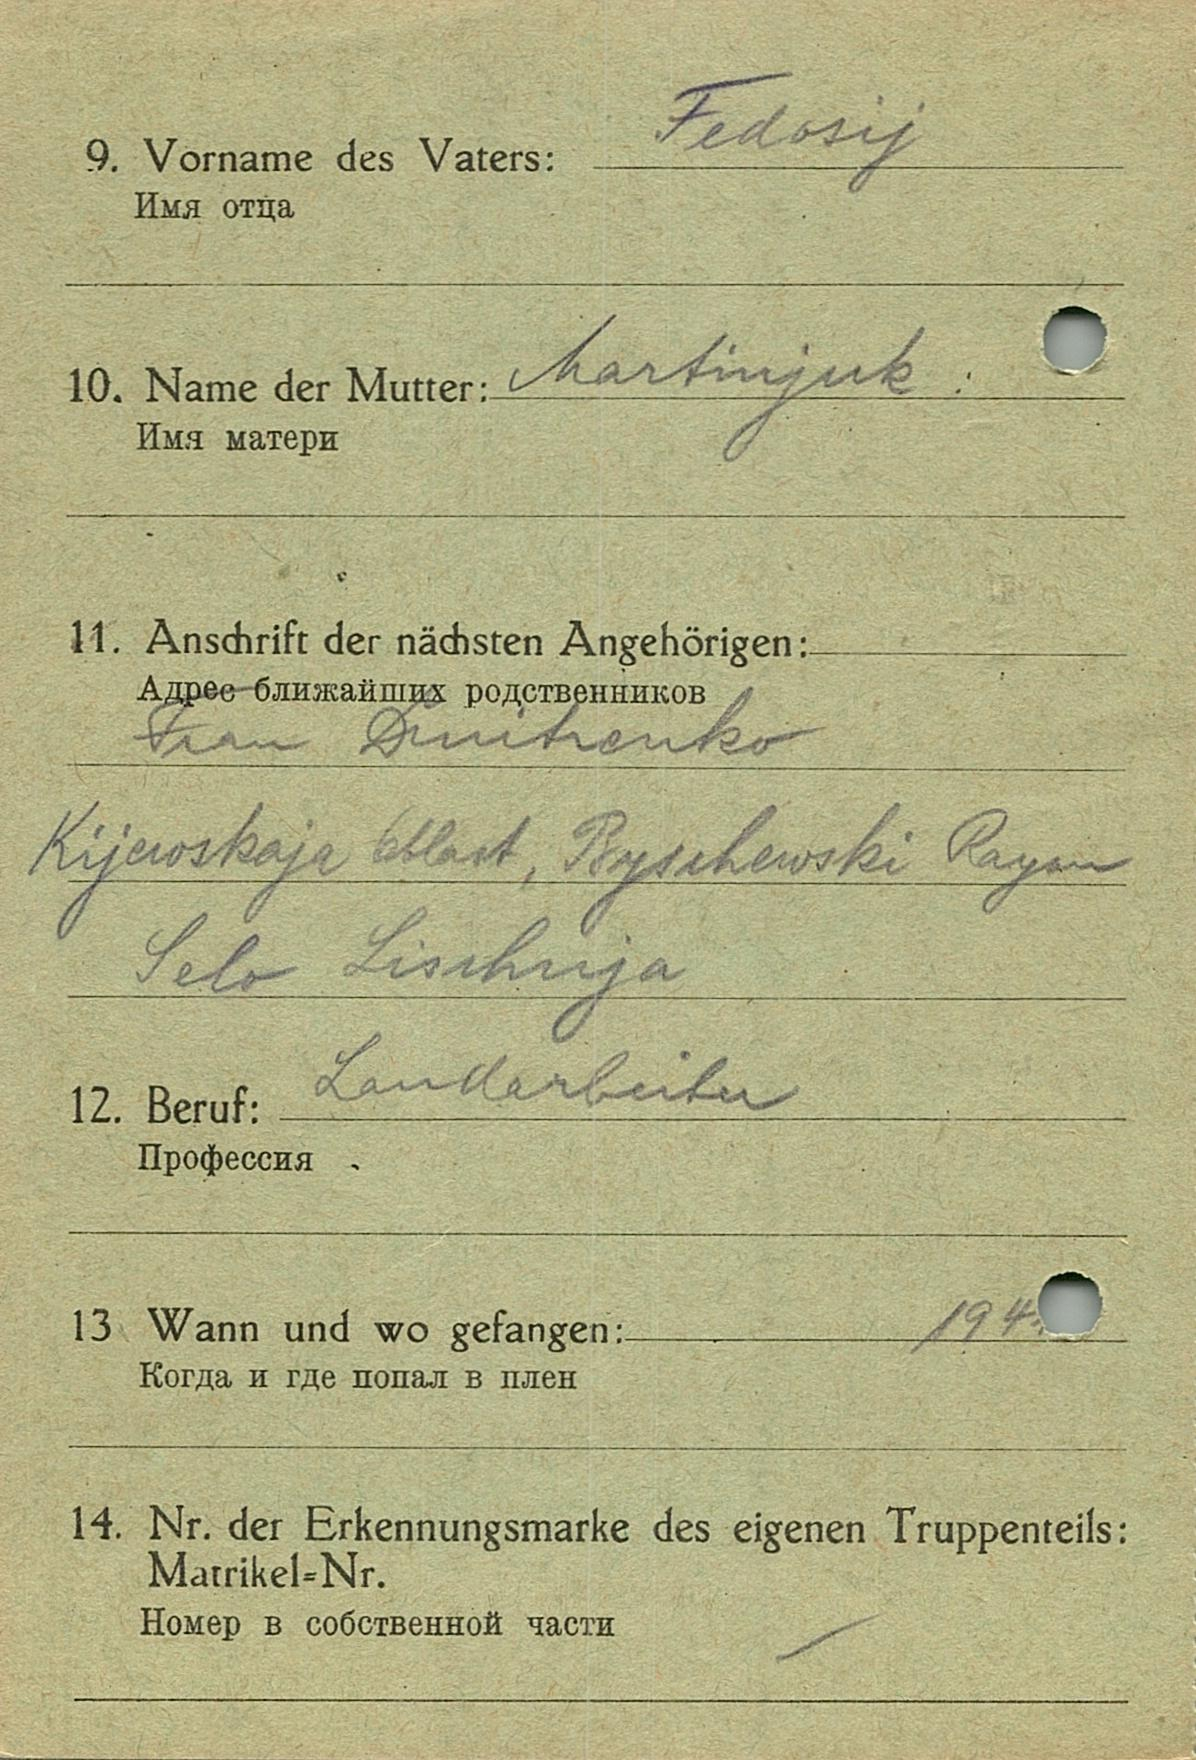 9. Vorname des Vaters: Fedosij
Имя отца
10. Name der Mutter: Martinjuk
Имя матери
11. Anschrift der nächsten Angehörigen:
Адрес ближайших родственников
Frau Dmitrenko
Kijewskaja Oblast, Byschewski Rayon
Selo Lischnja
12. Beruf: Landarbeiter
Профессия
13 Wann und wo gefangen: 194
Когда и где попал в плен
14. Nr. der Erkennungsmarke des eigenen Truppenteils:
Matrikel=Nr.
Номер в собственной части